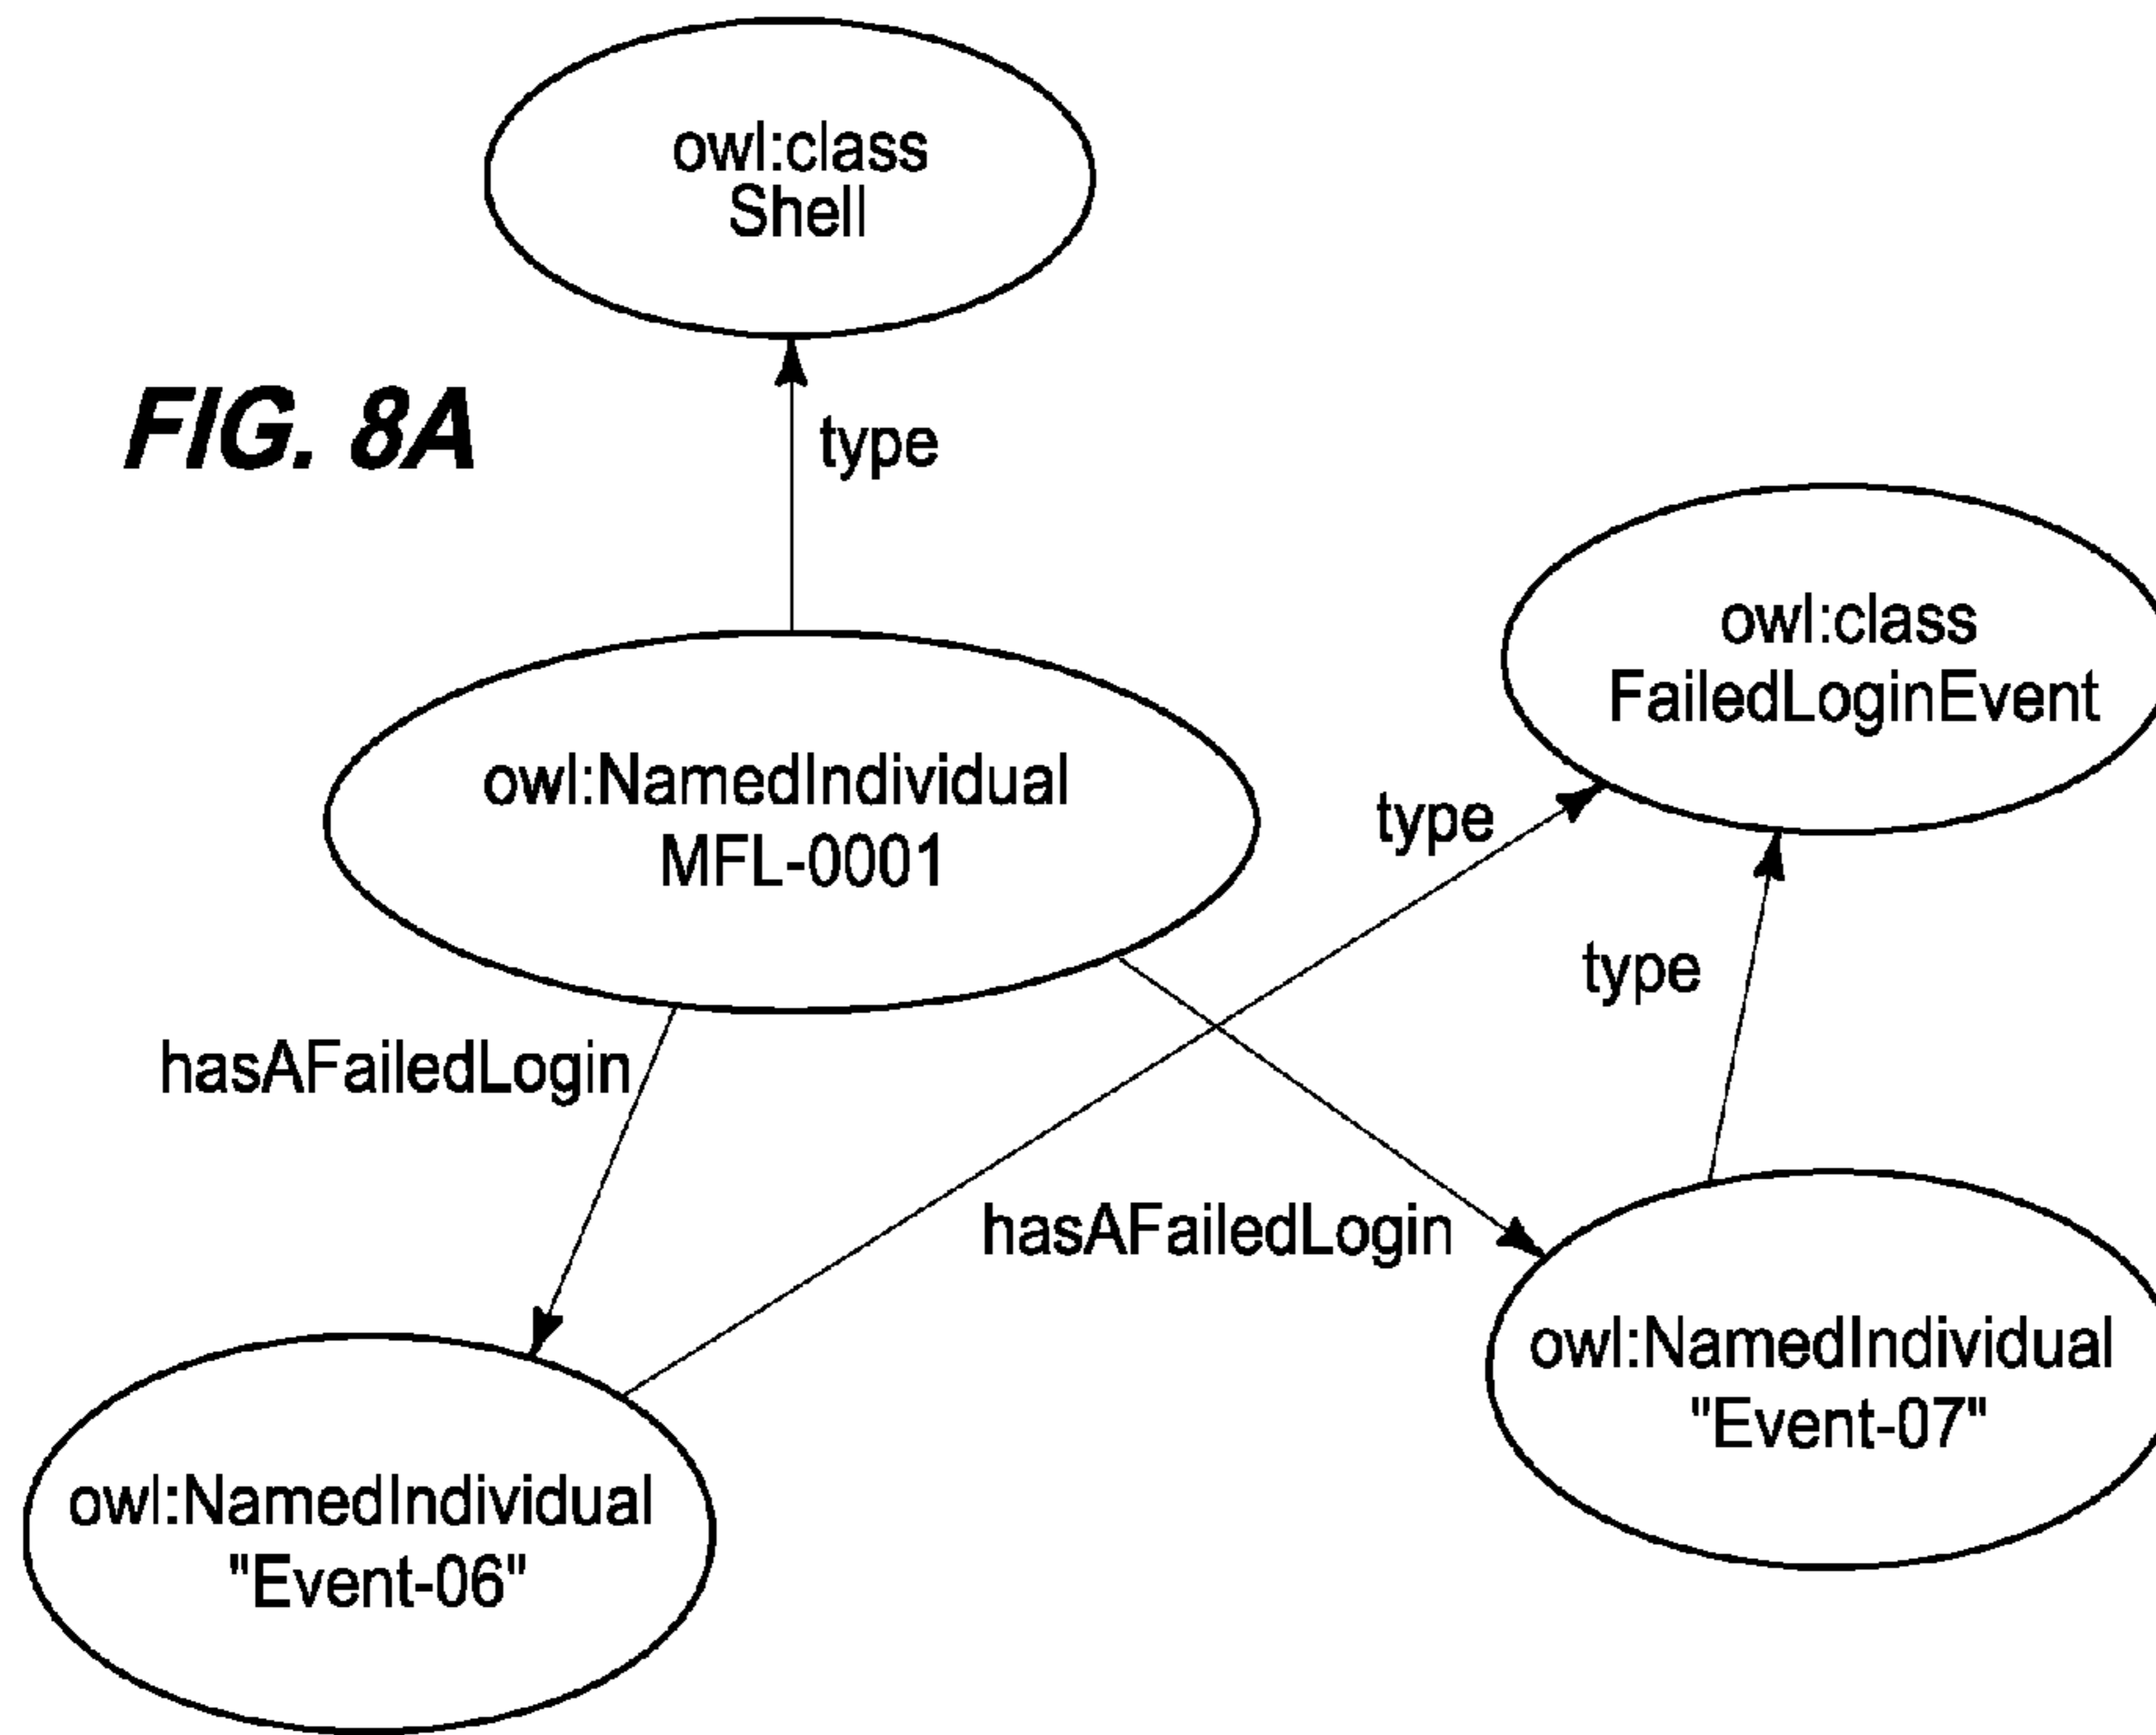 owl:class
Shell
FIG. 8A
type
owl:class
FailedLoginEvent
owl:NamedIndividual
MFL-0001
type
type
hasAFailedLogin
hasAFailedLogin
owl:NamedIndividual
"Event-07"
owl:NamedIndividual
"Event-06"